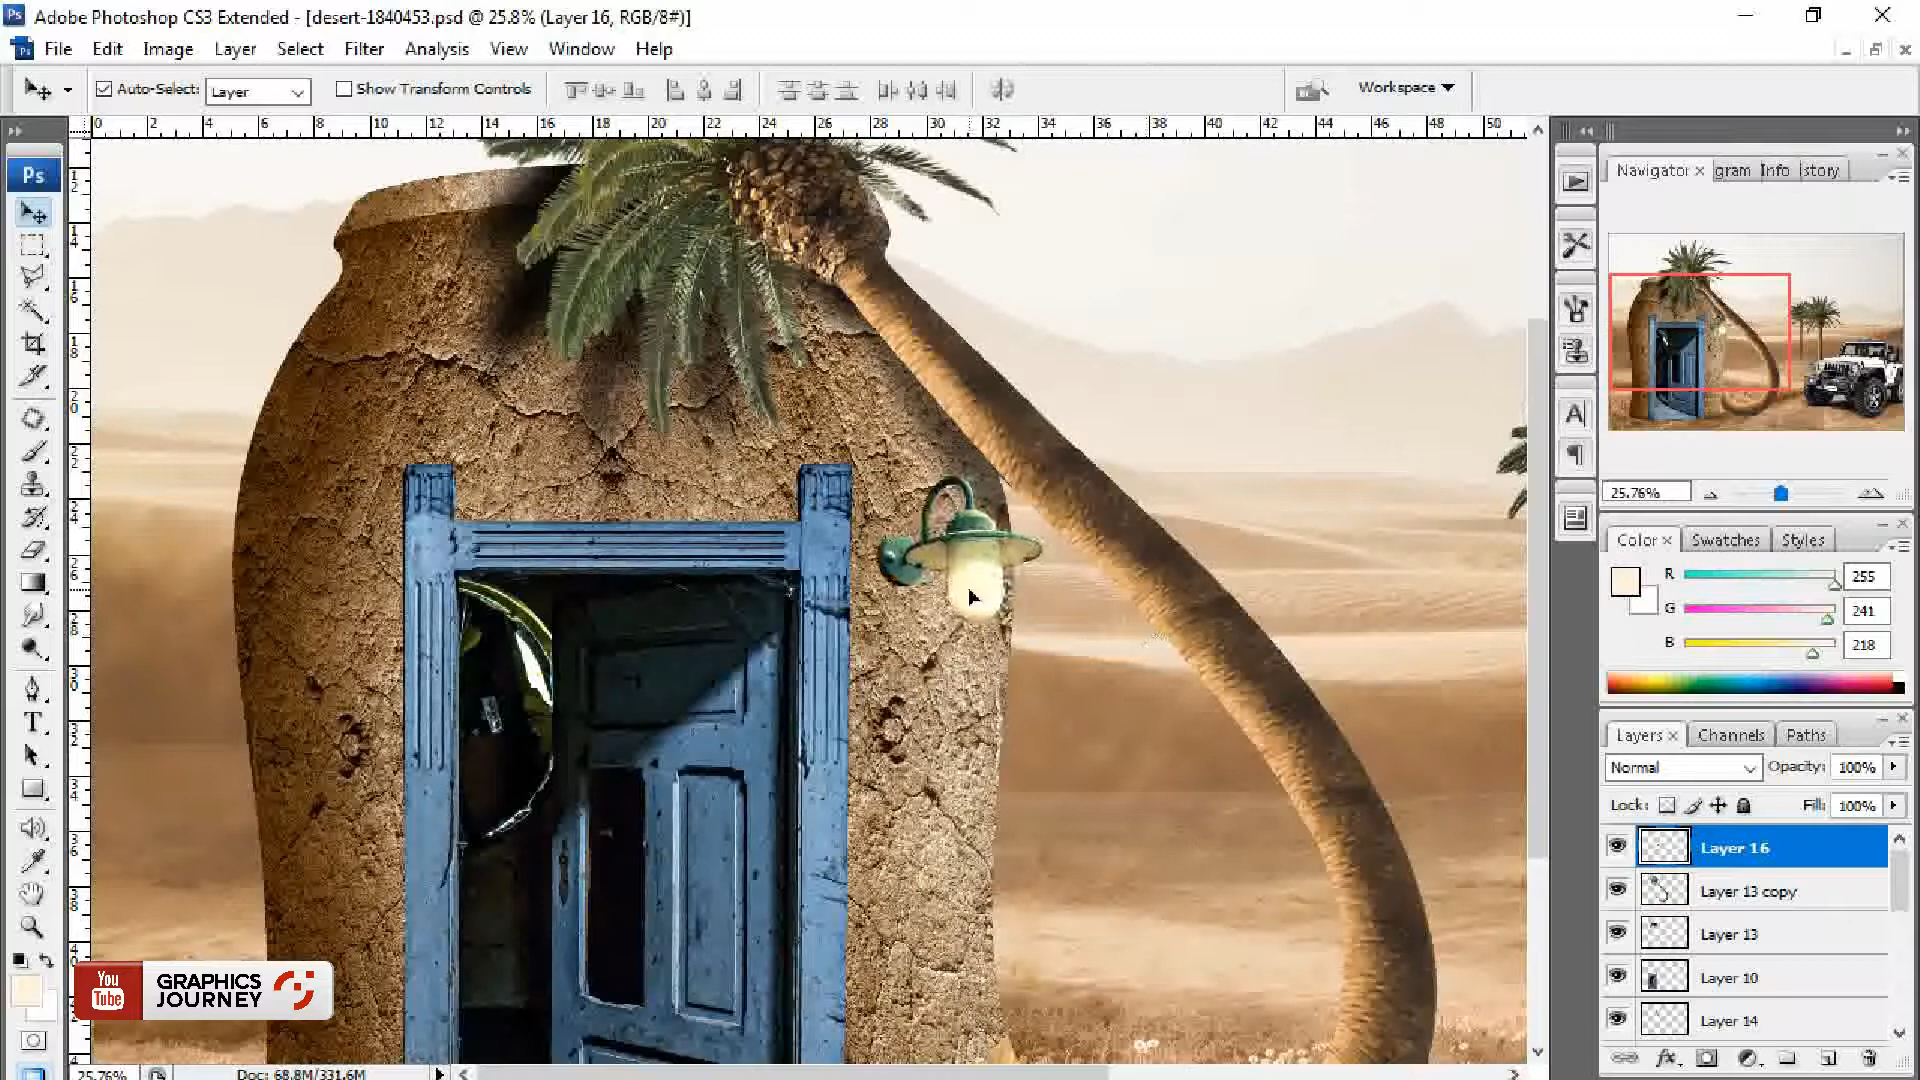 Adobe Photoshop CS3 Extended - [desert-1840453.psd @ 25.8% (Layer 16, RGB/8#)]
File Edit Image Layer Select Filter Analysis View Window Help
Auto-Select: Layer Show Transform Controls Workspace
0 2 4 6 8 10 12 14 16 18 20 22 24 26 28 30 32 34 36 38 40 42 44 46 48 50
Ps
Navigator gram Info istory
25.76%
Color Swatches Styles
R 255
G 241
B 218
Layers Channels Paths
Normal Opacity: 100%
Lock: Fill: 100%
Layer 16
Layer 13 copy
Layer 13
Layer 10
Layer 14
You Tube GRAPHICS JOURNEY
25.76% Doc: 68.8M/331.6M